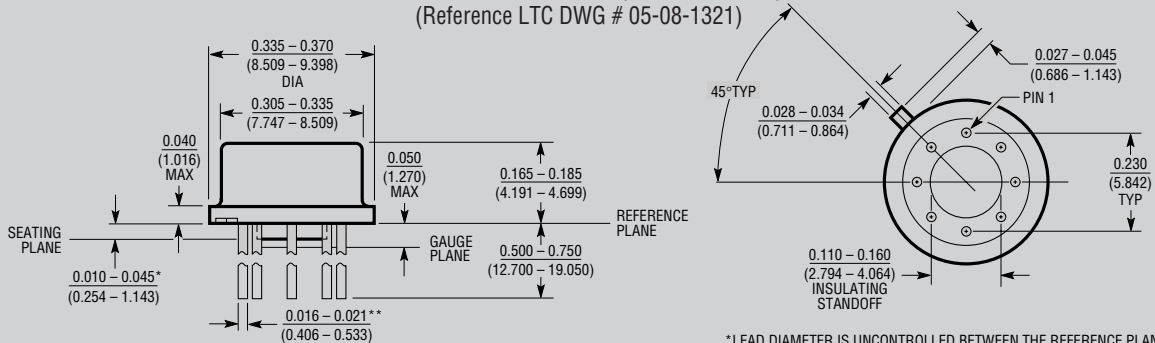 (Reference LTC DWG # 05-08-1321)
0.335 – 0.370
(8.509 – 9.398)
DIA
0.305 – 0.335
(7.747 – 8.509)
0.040
(1.016)
MAX
0.050
(1.270)
MAX
0.165 – 0.185
(4.191 – 4.699)
SEATING
PLANE
GAUGE
PLANE
REFERENCE
PLANE
0.500 – 0.750
(12.700 – 19.050)
0.010 – 0.045*
(0.254 – 1.143)
0.016 – 0.021**
(0.406 – 0.533)
45°TYP
0.028 – 0.034
(0.711 – 0.864)
0.027 – 0.045
(0.686 – 1.143)
PIN 1
0.230
(5.842)
TYP
0.110 – 0.160
(2.794 – 4.064)
INSULATING
STANDOFF
*LEAD DIAMETER IS UNCONTROLLED BETWEEN THE REFERENCE PLAN